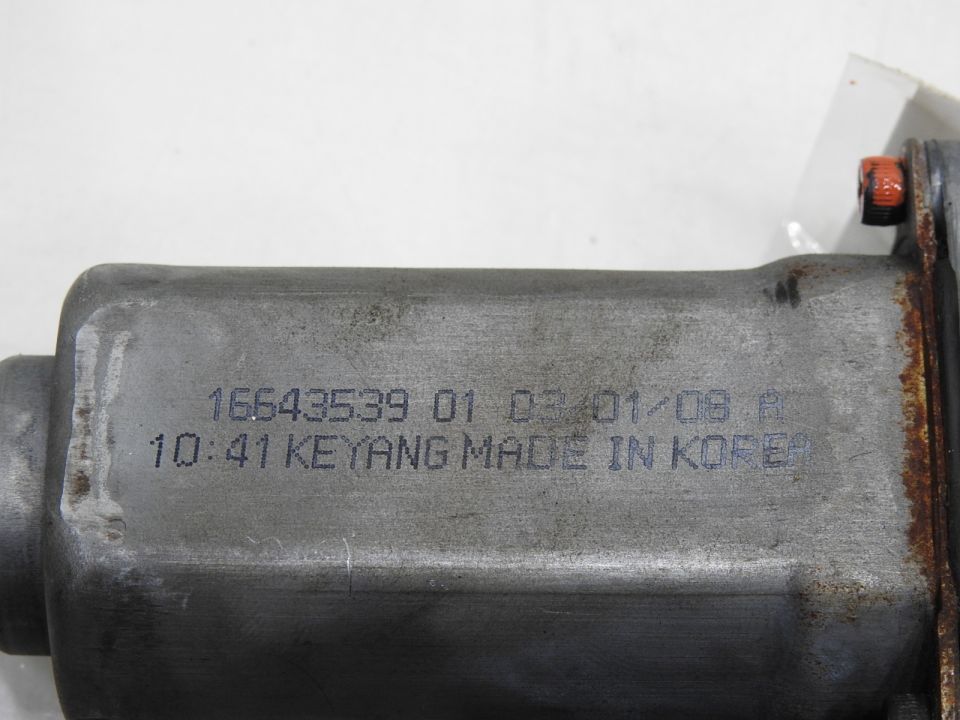 16643539 01 03/01/08 A
10:41 KEYANG MADE IN KOREA